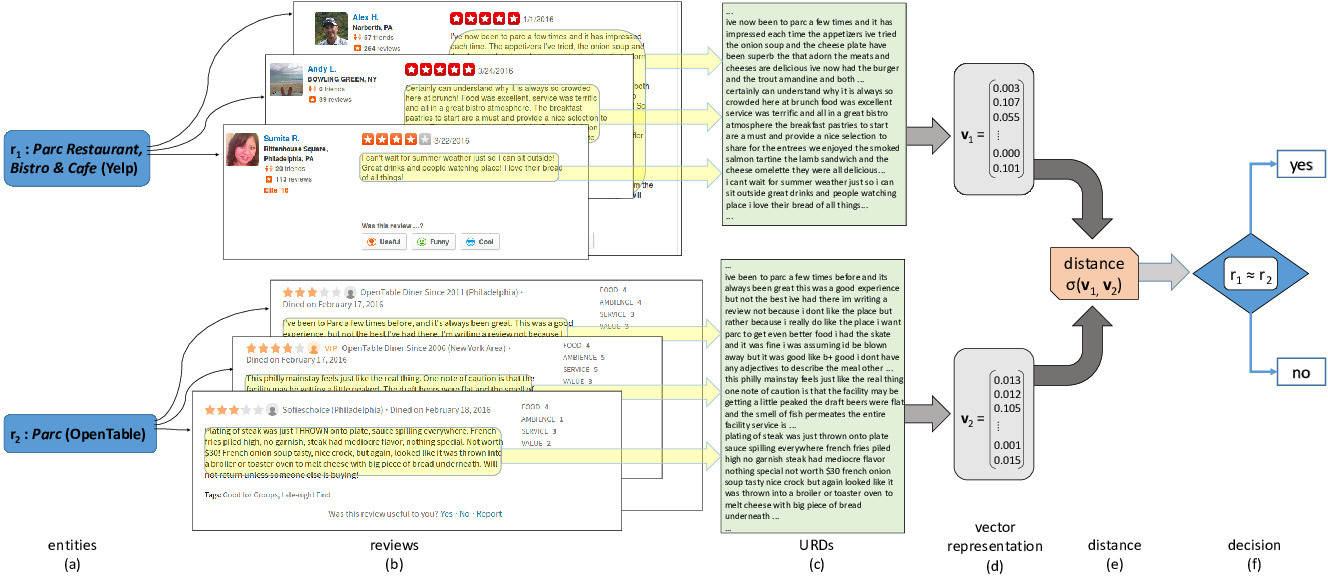 r1 : Parc Restaurant,
Bistro & Cafe (Yelp)
r2 : Parc (OpenTable)
Alex H.
Narberth, PA
57 friends
264 reviews
1/1/2016
I've now been to parc a few times and it has impressed
each time. The appetizers I've tried, the onion soup and
Andy L.
BOWLING GREEN, NY
0 friends
39 reviews
3/24/2016
Certainly can understand why it is always so crowded
here at brunch! Food was excellent, service was terrific
and all in a great bistro atmosphere. The breakfast
pastries to start are a must and provide a nice selection to
Sumita R.
Rittenhouse Square,
Philadelphia, PA
20 friends
113 reviews
Elite '16
3/22/2016
I can't wait for summer weather just so I can sit outside!
Great drinks and people watching place! I love their bread
of all things!
Was this review ...?
Useful
Funny
Cool
OpenTable Diner Since 2011 (Philadelphia) ·
Dined on February 17, 2016
FOOD 4
AMBIENCE 4
SERVICE 3
VALUE 3
I've been to Parc a few times before, and it's always been great. This was a good
experience, but not the best I've had there. I'm writing a review not because I
VIP OpenTable Diner Since 2006 (New York Area) ·
Dined on February 17, 2016
FOOD 4
AMBIENCE 5
SERVICE 5
VALUE 3
This philly mainstay feels just like the real thing. One note of caution is that the
facility may be getting a little peaked. The draft beers were flat and the smell of
Sofieschoice (Philadelphia) · Dined on February 18, 2016
FOOD 4
AMBIENCE 1
SERVICE 3
VALUE 2
Plating of steak was just THROWN onto plate, sauce spilling everywhere. French
fries piled high, no garnish, steak had mediocre flavor, nothing special. Not worth
$30! French onion soup tasty, nice crock, but again, looked like it was thrown into
a broiler or toaster oven to melt cheese with big piece of bread underneath. Will
not return unless someone else is buying!
Tags: Good for Groups, Late-night Find
Was this review useful to you? Yes · No · Report
...
ive now been to parc a few times and it has
impressed each time the appetizers ive tried
the onion soup and the cheese plate have
been superb the that adorn the meats and
cheeses are delicious ive now had the burger
and the trout amandine and both ...
certainly can understand why it is always so
crowded here at brunch food was excellent
service was terrific and all in a great bistro
atmosphere the breakfast pastries to start
are a must and provide a nice selection to
share for the entrees we enjoyed the smoked
salmon tartine the lamb sandwich and the
cheese omelette they were all delicious...
i cant wait for summer weather just so i can
sit outside great drinks and people watching
place i love their bread of all things...
...
...
ive been to parc a few times before and its
always been great this was a good experience
but not the best ive had there im writing a
review not because i dont like the place but
rather because i really do like the place i want
parc to get even better food i had the skate
and it was fine i was assuming id be blown
away but it was good like b+ good i dont have
any adjectives to describe the meal other ...
this philly mainstay feels just like the real thing
one note of caution is that the facility may be
getting a little peaked the draft beers were flat
and the smell of fish permeates the entire
facility service is ...
plating of steak was just thrown onto plate
sauce spilling everywhere french fries piled
high no garnish steak had mediocre flavor
nothing special not worth $30 french onion
soup tasty nice crock but again looked like it
was thrown into a broiler or toaster oven to
melt cheese with big piece of bread
underneath ...
...
v1 =
0.003
0.107
0.055
⋮
0.000
0.101
v2 =
0.013
0.012
0.105
⋮
0.001
0.015
distance
σ(v1, v2)
r1 ≈ r2
yes
no
entities
(a)
reviews
(b)
URDs
(c)
vector
representation
(d)
distance
(e)
decision
(f)